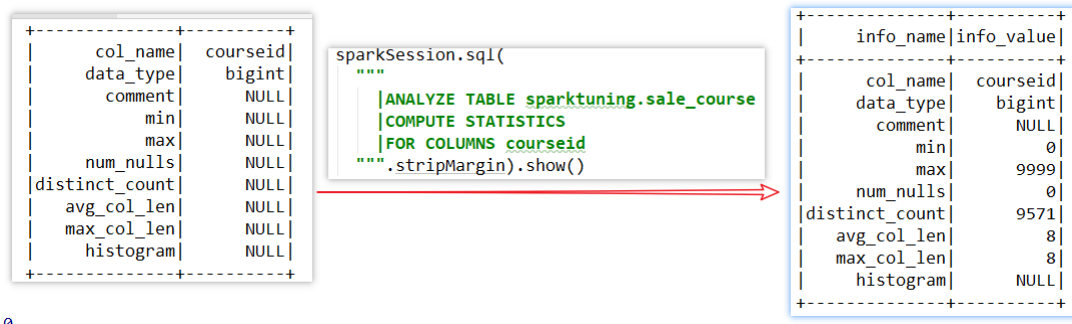 +--------------+----------+
|      col_name|  courseid|
|     data_type|    bigint|
|       comment|      NULL|
|           min|      NULL|
|           max|      NULL|
|     num_nulls|      NULL|
|distinct_count|      NULL|
|   avg_col_len|      NULL|
|   max_col_len|      NULL|
|     histogram|      NULL|
+--------------+----------+
sparkSession.sql(
"""
|ANALYZE TABLE sparktuning.sale_course
|COMPUTE STATISTICS
|FOR COLUMNS courseid
""".stripMargin).show()
+--------------+----------+
|     info_name|info_value|
+--------------+----------+
|      col_name|  courseid|
|     data_type|    bigint|
|       comment|      NULL|
|           min|         0|
|           max|      9999|
|     num_nulls|         0|
|distinct_count|      9571|
|   avg_col_len|         8|
|   max_col_len|         8|
|     histogram|      NULL|
+--------------+----------+